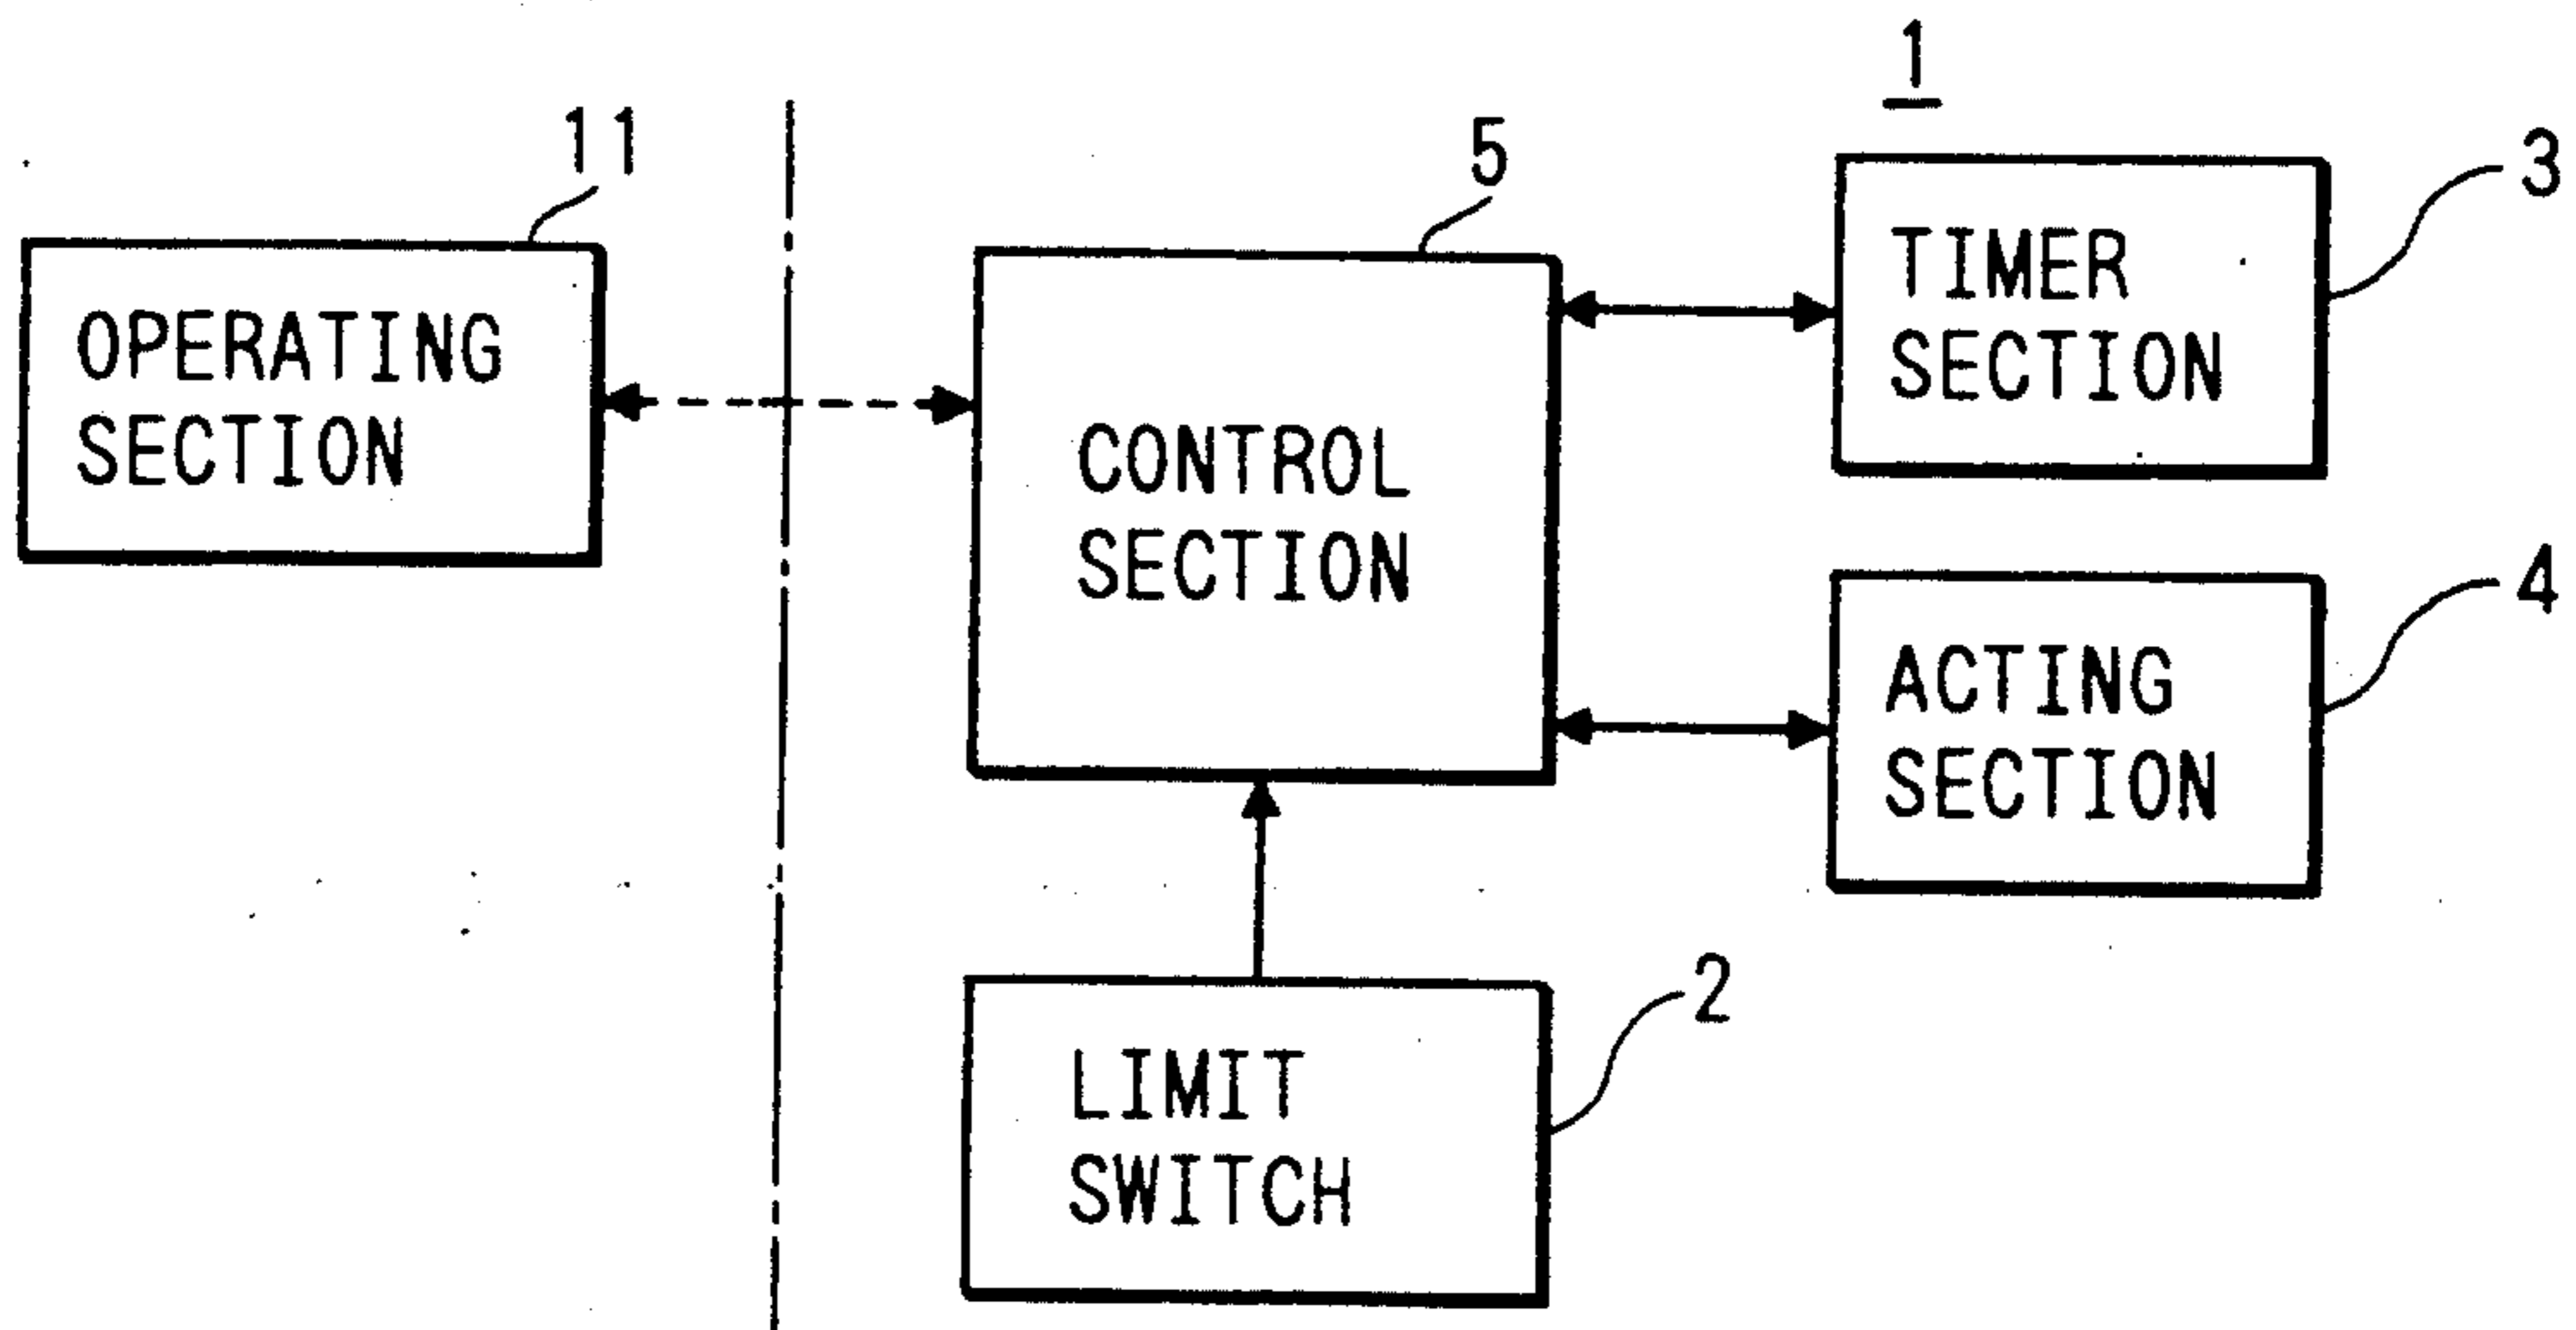 1
11
5
3
OPERATING
SECTION
CONTROL
SECTION
TIMER
SECTION
4
ACTING
SECTION
2
LIMIT
SWITCH